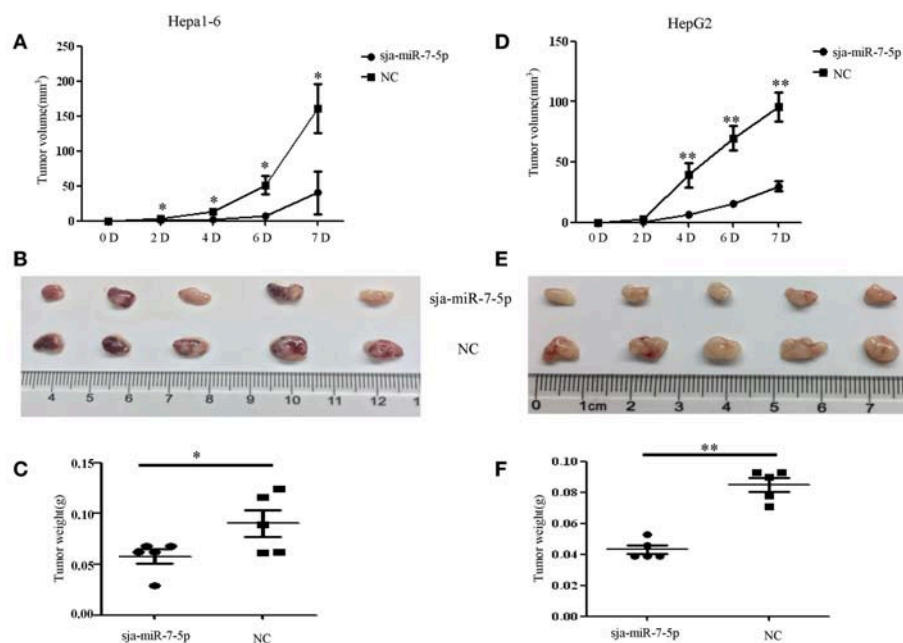 Hepa1-6
A
Tumor volume(mm³)
250
200
150
100
50
0
0 D
2 D
4 D
6 D
7 D
*
*
*
*
sja-miR-7-5p
NC
HepG2
D
Tumor volume(mm³)
150
100
50
0
0 D
2 D
4 D
6 D
7 D
**
**
**
sja-miR-7-5p
NC
B
sja-miR-7-5p
NC
4 5 6 7 8 9 10 11 12 1
E
0 1cm 2 3 4 5 6 7
C
Tumor weight(g)
0.15
0.10
0.05
0.00
*
sja-miR-7-5p
NC
F
Tumor weight(g)
0.10
0.08
0.06
0.04
0.02
0.00
**
sja-miR-7-5p
NC